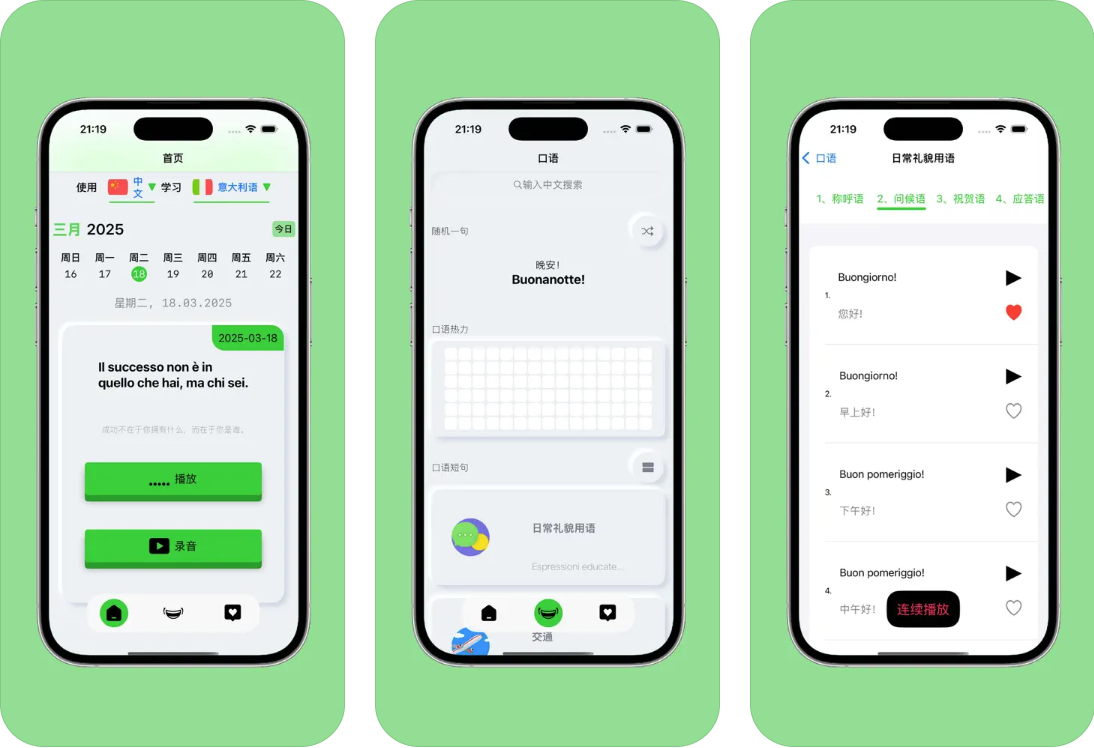 21:19
首页
使用 中文 学习 意大利语
三月 2025 今日
周日 周一 周二 周三 周四 周五 周六
16 17 18 19 20 21 22
星期二, 18.03.2025
2025-03-18
Il successo non è in
quello che hai, ma chi sei.
成功不在于你拥有什么，而在于你是谁。
播放
录音
21:19
口语
输入中文搜索
随机一句
晚安！
Buonanotte!
口语热力
口语短句
日常礼貌用语
Espressioni educate...
交通
21:19
口语 日常礼貌用语
1、称呼语 2、问候语 3、祝贺语 4、应答语
Buongiorno!
1.
您好！
Buongiorno!
2.
早上好！
Buon pomeriggio!
3.
下午好！
Buon pomeriggio!
4.
中午好！
连续播放